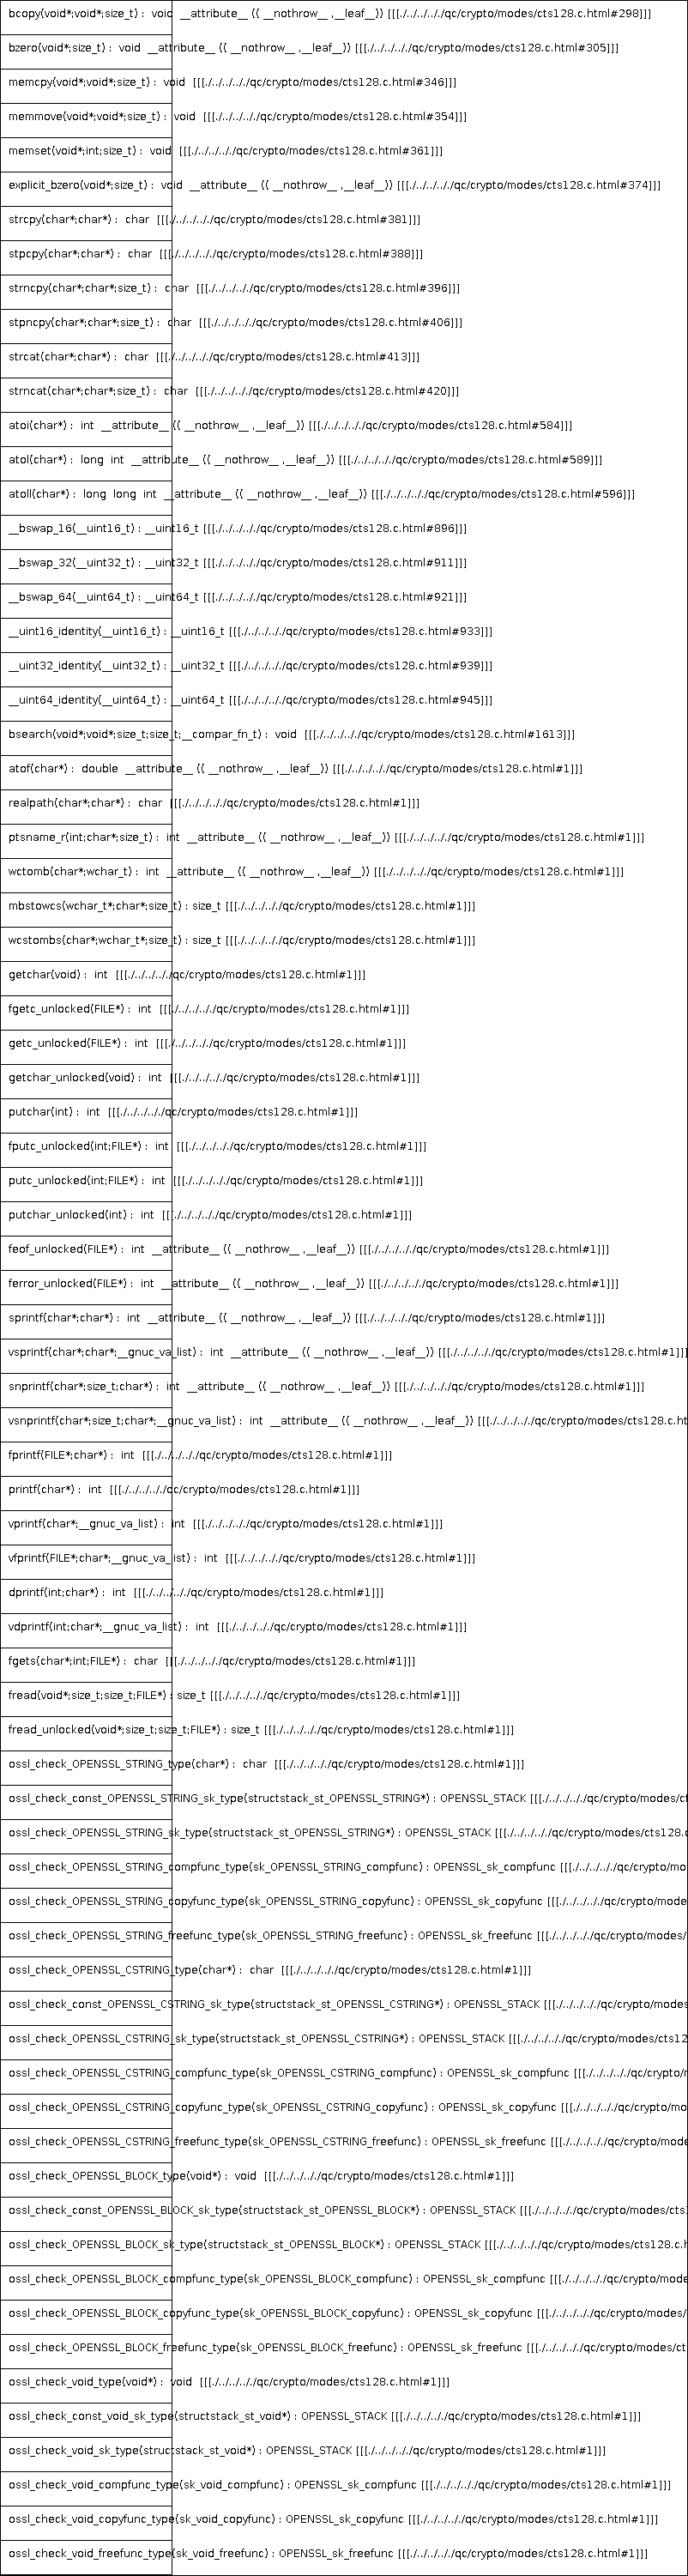 bcopy(void*;void*;size_t) : void __attribute__ (( __nothrow__ ,__leaf__)) [[[./../../../qc/crypto/modes/cts128.c.html#298]]]
bzero(void*;size_t) : void __attribute__ (( __nothrow__ ,__leaf__)) [[[./../../../qc/crypto/modes/cts128.c.html#305]]]
memcpy(void*;void*;size_t) : void [[[./../../../qc/crypto/modes/cts128.c.html#346]]]
memmove(void*;void*;size_t) : void [[[./../../../qc/crypto/modes/cts128.c.html#354]]]
memset(void*;int;size_t) : void [[[./../../../qc/crypto/modes/cts128.c.html#361]]]
explicit_bzero(void*;size_t) : void __attribute__ (( __nothrow__ ,__leaf__)) [[[./../../../qc/crypto/modes/cts128.c.html#374]]]
strcpy(char*;char*) : char [[[./../../../qc/crypto/modes/cts128.c.html#381]]]
stpcpy(char*;char*) : char [[[./../../../qc/crypto/modes/cts128.c.html#388]]]
strncpy(char*;char*;size_t) : char [[[./../../../qc/crypto/modes/cts128.c.html#396]]]
stpncpy(char*;char*;size_t) : char [[[./../../../qc/crypto/modes/cts128.c.html#406]]]
strcat(char*;char*) : char [[[./../../../qc/crypto/modes/cts128.c.html#413]]]
strncat(char*;char*;size_t) : char [[[./../../../qc/crypto/modes/cts128.c.html#420]]]
atoi(char*) : int __attribute__ (( __nothrow__ ,__leaf__)) [[[./../../../qc/crypto/modes/cts128.c.html#584]]]
atol(char*) : long int __attribute__ (( __nothrow__ ,__leaf__)) [[[./../../../qc/crypto/modes/cts128.c.html#589]]]
atoll(char*) : long long int __attribute__ (( __nothrow__ ,__leaf__)) [[[./../../../qc/crypto/modes/cts128.c.html#596]]]
__bswap_16(__uint16_t) : __uint16_t [[[./../../../qc/crypto/modes/cts128.c.html#896]]]
__bswap_32(__uint32_t) : __uint32_t [[[./../../../qc/crypto/modes/cts128.c.html#911]]]
__bswap_64(__uint64_t) : __uint64_t [[[./../../../qc/crypto/modes/cts128.c.html#921]]]
__uint16_identity(__uint16_t) : __uint16_t [[[./../../../qc/crypto/modes/cts128.c.html#933]]]
__uint32_identity(__uint32_t) : __uint32_t [[[./../../../qc/crypto/modes/cts128.c.html#939]]]
__uint64_identity(__uint64_t) : __uint64_t [[[./../../../qc/crypto/modes/cts128.c.html#945]]]
bsearch(void*;void*;size_t;size_t;__compar_fn_t) : void [[[./../../../qc/crypto/modes/cts128.c.html#1613]]]
atof(char*) : double __attribute__ (( __nothrow__ ,__leaf__)) [[[./../../../qc/crypto/modes/cts128.c.html#1]]]
realpath(char*;char*) : char [[[./../../../qc/crypto/modes/cts128.c.html#1]]]
ptsname_r(int;char*;size_t) : int __attribute__ (( __nothrow__ ,__leaf__)) [[[./../../../qc/crypto/modes/cts128.c.html#1]]]
wctomb(char*;wchar_t) : int __attribute__ (( __nothrow__ ,__leaf__)) [[[./../../../qc/crypto/modes/cts128.c.html#1]]]
mbstowcs(wchar_t*;char*;size_t) : size_t [[[./../../../qc/crypto/modes/cts128.c.html#1]]]
wcstombs(char*;wchar_t*;size_t) : size_t [[[./../../../qc/crypto/modes/cts128.c.html#1]]]
getchar(void) : int [[[./../../../qc/crypto/modes/cts128.c.html#1]]]
fgetc_unlocked(FILE*) : int [[[./../../../qc/crypto/modes/cts128.c.html#1]]]
getc_unlocked(FILE*) : int [[[./../../../qc/crypto/modes/cts128.c.html#1]]]
getchar_unlocked(void) : int [[[./../../../qc/crypto/modes/cts128.c.html#1]]]
putchar(int) : int [[[./../../../qc/crypto/modes/cts128.c.html#1]]]
fputc_unlocked(int;FILE*) : int [[[./../../../qc/crypto/modes/cts128.c.html#1]]]
putc_unlocked(int;FILE*) : int [[[./../../../qc/crypto/modes/cts128.c.html#1]]]
putchar_unlocked(int) : int [[[./../../../qc/crypto/modes/cts128.c.html#1]]]
feof_unlocked(FILE*) : int __attribute__ (( __nothrow__ ,__leaf__)) [[[./../../../qc/crypto/modes/cts128.c.html#1]]]
ferror_unlocked(FILE*) : int __attribute__ (( __nothrow__ ,__leaf__)) [[[./../../../qc/crypto/modes/cts128.c.html#1]]]
sprintf(char*;char*) : int __attribute__ (( __nothrow__ ,__leaf__)) [[[./../../../qc/crypto/modes/cts128.c.html#1]]]
vsprintf(char*;char*;__gnuc_va_list) : int __attribute__ (( __nothrow__ ,__leaf__)) [[[./../../../qc/crypto/modes/cts128.c.html#1]]]
snprintf(char*;size_t;char*) : int __attribute__ (( __nothrow__ ,__leaf__)) [[[./../../../qc/crypto/modes/cts128.c.html#1]]]
vsnprintf(char*;size_t;char*;__gnuc_va_list) : int __attribute__ (( __nothrow__ ,__leaf__)) [[[./../../../qc/crypto/modes/cts128.c.ht
fprintf(FILE*;char*) : int [[[./../../../qc/crypto/modes/cts128.c.html#1]]]
printf(char*) : int [[[./../../../qc/crypto/modes/cts128.c.html#1]]]
vprintf(char*;__gnuc_va_list) : int [[[./../../../qc/crypto/modes/cts128.c.html#1]]]
vfprintf(FILE*;char*;__gnuc_va_list) : int [[[./../../../qc/crypto/modes/cts128.c.html#1]]]
dprintf(int;char*) : int [[[./../../../qc/crypto/modes/cts128.c.html#1]]]
vdprintf(int;char*;__gnuc_va_list) : int [[[./../../../qc/crypto/modes/cts128.c.html#1]]]
fgets(char*;int;FILE*) : char [[[./../../../qc/crypto/modes/cts128.c.html#1]]]
fread(void*;size_t;size_t;FILE*) : size_t [[[./../../../qc/crypto/modes/cts128.c.html#1]]]
fread_unlocked(void*;size_t;size_t;FILE*) : size_t [[[./../../../qc/crypto/modes/cts128.c.html#1]]]
ossl_check_OPENSSL_STRING_type(char*) : char [[[./../../../qc/crypto/modes/cts128.c.html#1]]]
ossl_check_const_OPENSSL_STRING_sk_type(structstack_st_OPENSSL_STRING*) : OPENSSL_STACK [[[./../../../qc/crypto/modes/ct
ossl_check_OPENSSL_STRING_sk_type(structstack_st_OPENSSL_STRING*) : OPENSSL_STACK [[[./../../../qc/crypto/modes/cts128.c
ossl_check_OPENSSL_STRING_compfunc_type(sk_OPENSSL_STRING_compfunc) : OPENSSL_sk_compfunc [[[./../../../qc/crypto/mo
ossl_check_OPENSSL_STRING_copyfunc_type(sk_OPENSSL_STRING_copyfunc) : OPENSSL_sk_copyfunc [[[./../../../qc/crypto/mode
ossl_check_OPENSSL_STRING_freefunc_type(sk_OPENSSL_STRING_freefunc) : OPENSSL_sk_freefunc [[[./../../../qc/crypto/modes/
ossl_check_OPENSSL_CSTRING_type(char*) : char [[[./../../../qc/crypto/modes/cts128.c.html#1]]]
ossl_check_const_OPENSSL_CSTRING_sk_type(structstack_st_OPENSSL_CSTRING*) : OPENSSL_STACK [[[./../../../qc/crypto/modes
ossl_check_OPENSSL_CSTRING_sk_type(structstack_st_OPENSSL_CSTRING*) : OPENSSL_STACK [[[./../../../qc/crypto/modes/cts12
ossl_check_OPENSSL_CSTRING_compfunc_type(sk_OPENSSL_CSTRING_compfunc) : OPENSSL_sk_compfunc [[[./../../../qc/crypto/r
ossl_check_OPENSSL_CSTRING_copyfunc_type(sk_OPENSSL_CSTRING_copyfunc) : OPENSSL_sk_copyfunc [[[./../../../qc/crypto/mo
ossl_check_OPENSSL_CSTRING_freefunc_type(sk_OPENSSL_CSTRING_freefunc) : OPENSSL_sk_freefunc [[[./../../../qc/crypto/mode
ossl_check_OPENSSL_BLOCK_type(void*) : void [[[./../../../qc/crypto/modes/cts128.c.html#1]]]
ossl_check_const_OPENSSL_BLOCK_sk_type(structstack_st_OPENSSL_BLOCK*) : OPENSSL_STACK [[[./../../../qc/crypto/modes/cts1
ossl_check_OPENSSL_BLOCK_sk_type(structstack_st_OPENSSL_BLOCK*) : OPENSSL_STACK [[[./../../../qc/crypto/modes/cts128.c.h
ossl_check_OPENSSL_BLOCK_compfunc_type(sk_OPENSSL_BLOCK_compfunc) : OPENSSL_sk_compfunc [[[./../../../qc/crypto/mode
ossl_check_OPENSSL_BLOCK_copyfunc_type(sk_OPENSSL_BLOCK_copyfunc) : OPENSSL_sk_copyfunc [[[./../../../qc/crypto/modes/
ossl_check_OPENSSL_BLOCK_freefunc_type(sk_OPENSSL_BLOCK_freefunc) : OPENSSL_sk_freefunc [[[./../../../qc/crypto/modes/ct
ossl_check_void_type(void*) : void [[[./../../../qc/crypto/modes/cts128.c.html#1]]]
ossl_check_const_void_sk_type(structstack_st_void*) : OPENSSL_STACK [[[./../../../qc/crypto/modes/cts128.c.html#1]]]
ossl_check_void_sk_type(structstack_st_void*) : OPENSSL_STACK [[[./../../../qc/crypto/modes/cts128.c.html#1]]]
ossl_check_void_compfunc_type(sk_void_compfunc) : OPENSSL_sk_compfunc [[[./../../../qc/crypto/modes/cts128.c.html#1]]]
ossl_check_void_copyfunc_type(sk_void_copyfunc) : OPENSSL_sk_copyfunc [[[./../../../qc/crypto/modes/cts128.c.html#1]]]
ossl_check_void_freefunc_type(sk_void_freefunc) : OPENSSL_sk_freefunc [[[./../../../qc/crypto/modes/cts128.c.html#1]]]